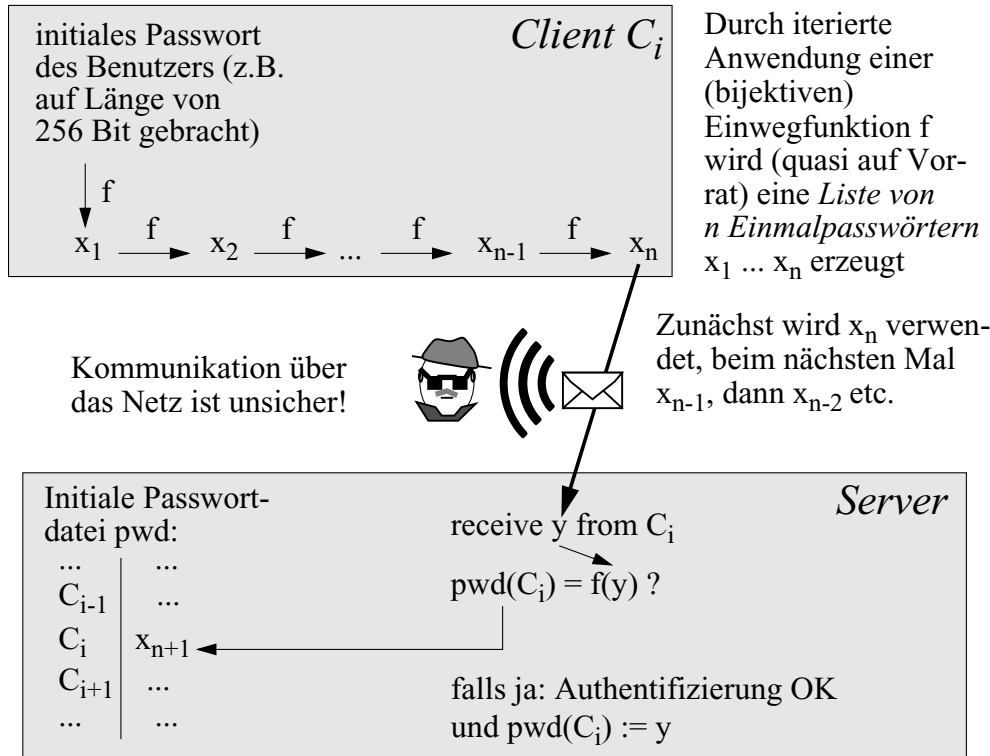 initiales Passwort
des Benutzers (z.B.
auf Länge von
256 Bit gebracht)
Client Ci
f
x1 f x2 f ... f xn-1 f xn
Durch iterierte
Anwendung einer
(bijektiven)
Einwegfunktion f
wird (quasi auf Vor-
rat) eine Liste von
n Einmalpasswörtern
x1 ... xn erzeugt
Kommunikation über
das Netz ist unsicher!
Zunächst wird xn verwen-
det, beim nächsten Mal
xn-1, dann xn-2 etc.
Initiale Passwort-
datei pwd:
... ...
Ci-1 ...
Ci xn+1
Ci+1 ...
... ...
Server
receive y from Ci
pwd(Ci) = f(y) ?
falls ja: Authentifizierung OK
und pwd(Ci) := y